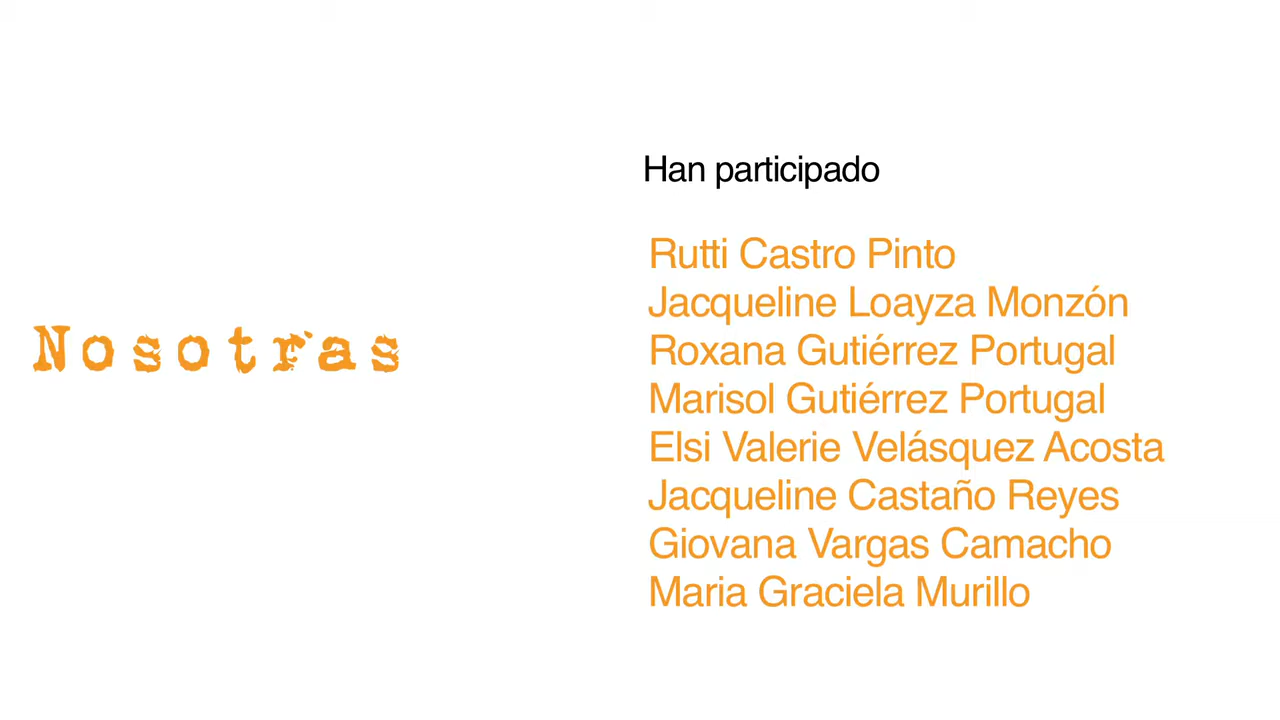 Nosotras
Han participado
Rutti Castro Pinto
Jacqueline Loayza Monzón
Roxana Gutiérrez Portugal
Marisol Gutiérrez Portugal
Elsi Valerie Velásquez Acosta
Jacqueline Castaño Reyes
Giovana Vargas Camacho
Maria Graciela Murillo